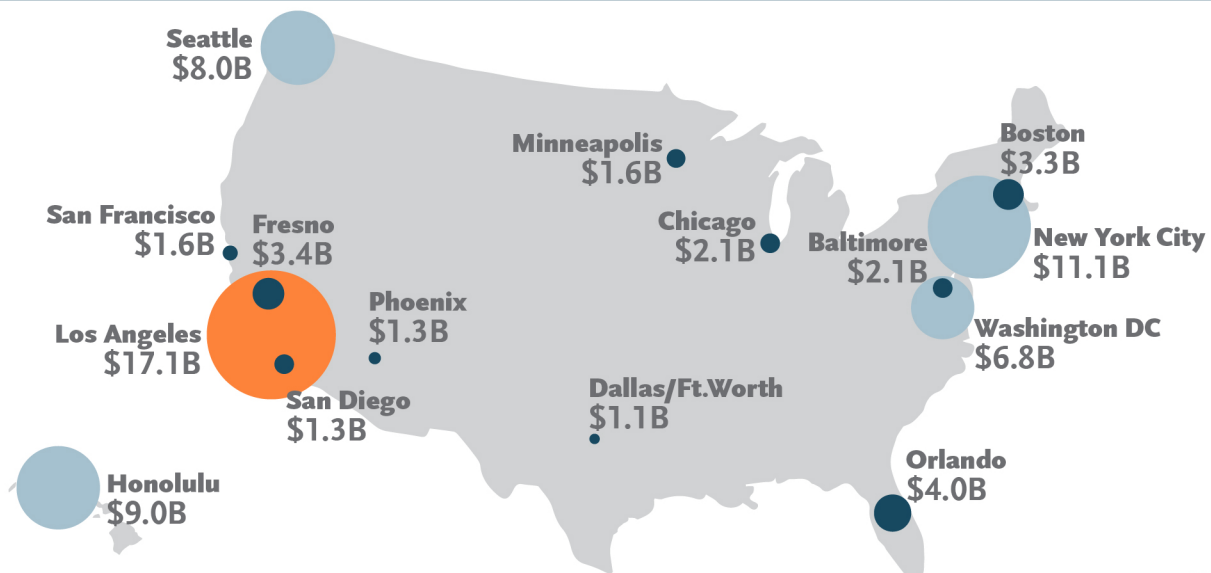 Seattle
$8.0B
Minneapolis
$1.6B
Boston
$3.3B
San Francisco
$1.6B
Fresno
$3.4B
Chicago
$2.1B
Baltimore
$2.1B
New York City
$11.1B
Los Angeles
$17.1B
Phoenix
$1.3B
Washington DC
$6.8B
San Diego
$1.3B
Dallas/Ft.Worth
$1.1B
Orlando
$4.0B
Honolulu
$9.0B